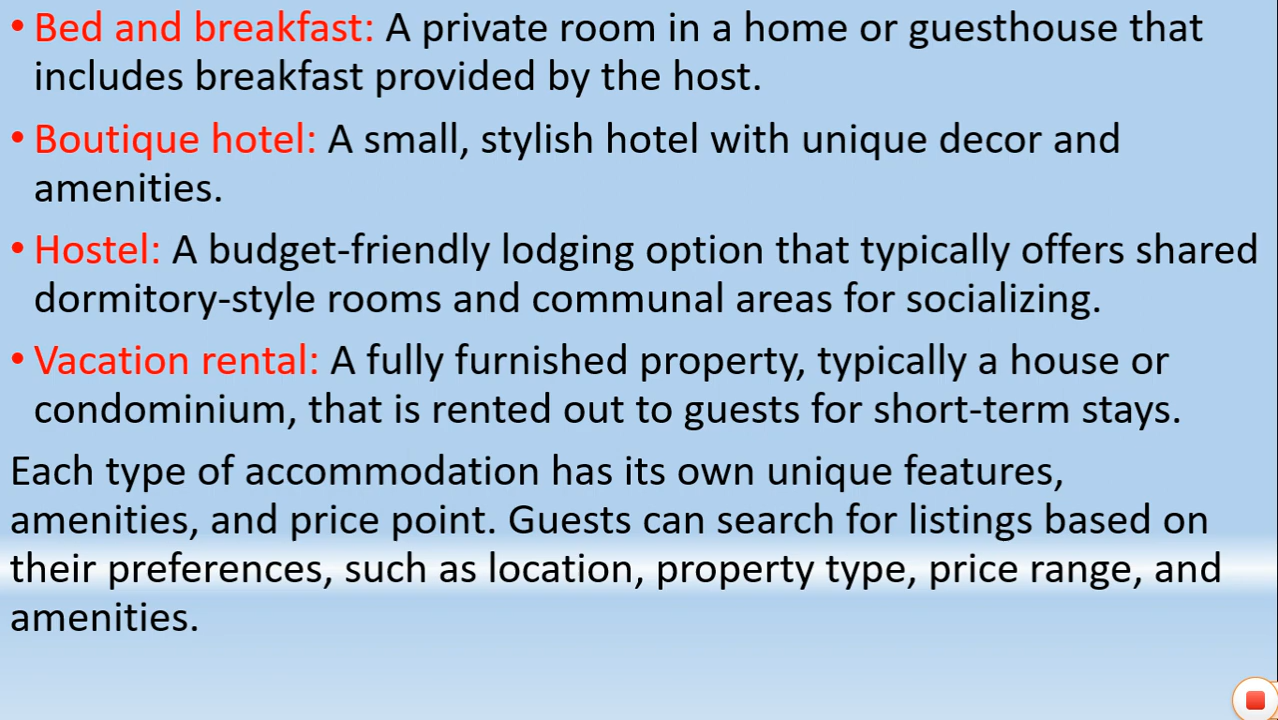 • Bed and breakfast: A private room in a home or guesthouse that
includes breakfast provided by the host.
• Boutique hotel: A small, stylish hotel with unique decor and
amenities.
• Hostel: A budget-friendly lodging option that typically offers shared
dormitory-style rooms and communal areas for socializing.
• Vacation rental: A fully furnished property, typically a house or
condominium, that is rented out to guests for short-term stays.
Each type of accommodation has its own unique features,
amenities, and price point. Guests can search for listings based on
their preferences, such as location, property type, price range, and
amenities.